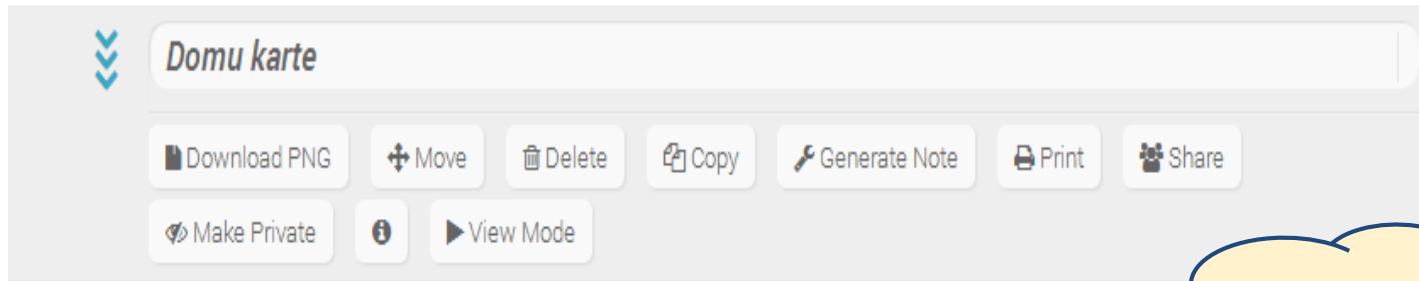 Domu karte
Download PNG Move Delete Copy Generate Note Print Share
Make Private View Mode